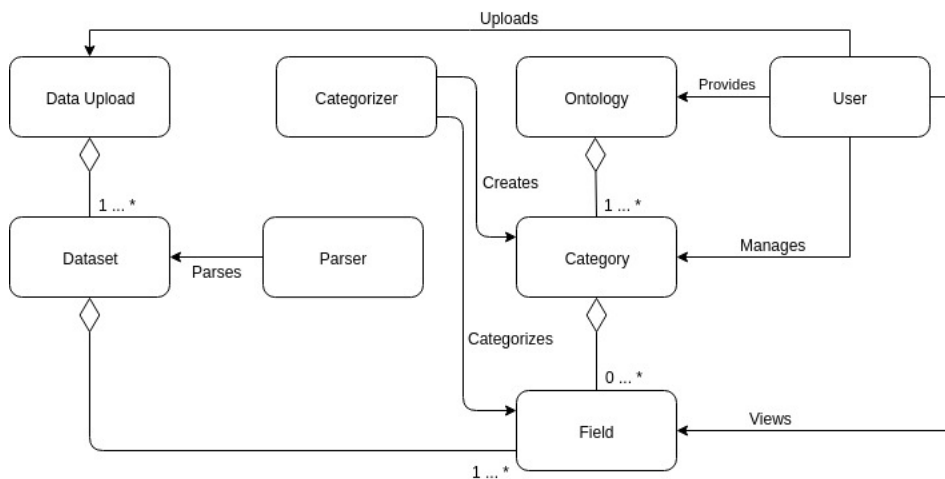 Uploads
Data Upload
Categorizer
Ontology
Provides
User
Creates
1 ... *
1 ... *
Dataset
Parses
Parser
Category
Manages
Categorizes
0 ... *
Field
Views
1 ... *